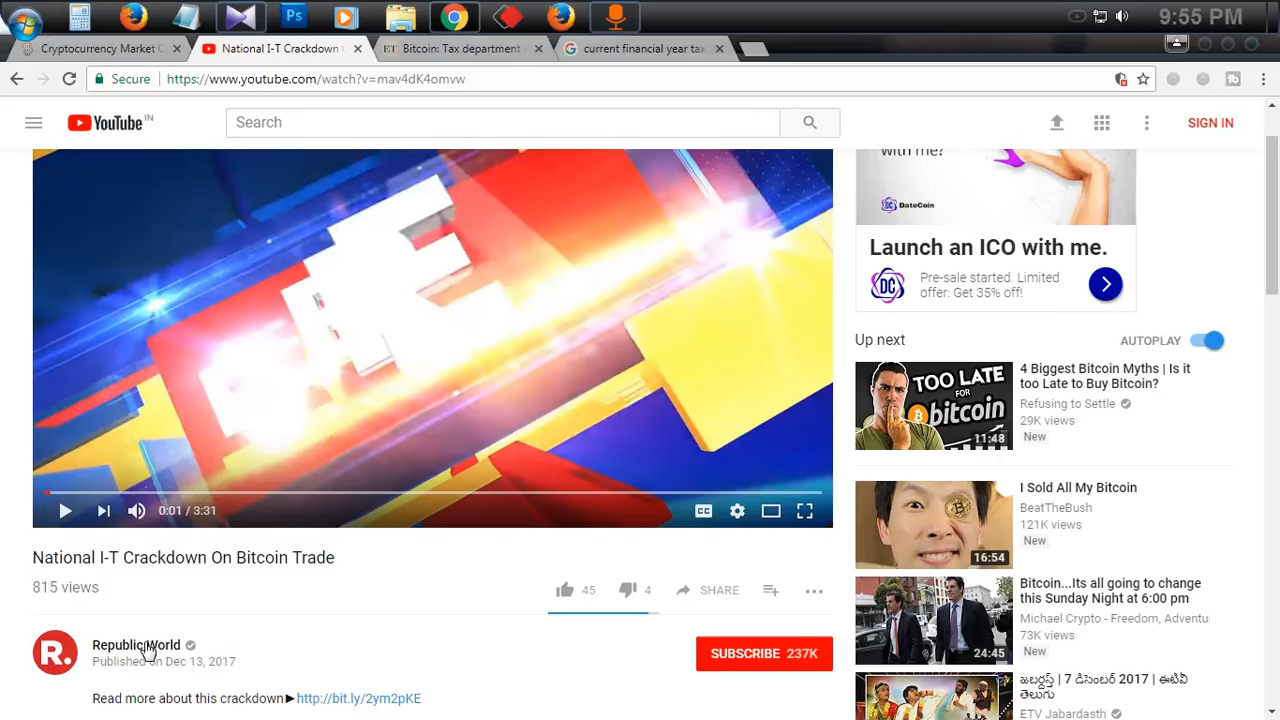 Ps
9:55 PM
Cryptocurrency Market C
National I-T Crackdown
ET
Bitcoin: Tax department
G
current financial year tax
Secure
https://www.youtube.com/watch?v=mav4dK4omvw
YouTube IN
Search
SIGN IN
with me?
DateCoin
Launch an ICO with me.
DC
Pre-sale started. Limited
offer: Get 35% off!
Up next
AUTOPLAY
TOO LATE
FOR
bitcoin
11:48
4 Biggest Bitcoin Myths | Is it
too Late to Buy Bitcoin?
Refusing to Settle
29K views
New
CC
0:01 / 3:31
16:54
I Sold All My Bitcoin
BeatTheBush
121K views
New
National I-T Crackdown On Bitcoin Trade
815 views
45
4
SHARE
24:45
Bitcoin...Its all going to change
this Sunday Night at 6:00 pm
Michael Crypto - Freedom, Adventu
73K views
New
R.
Republic World
Published on Dec 13, 2017
SUBSCRIBE 237K
Read more about this crackdown►http://bit.ly/2ym2pKE
జబర్దస్త్ | 7 డిసెంబర్ 2017 | ఈటీవీ
తెలుగు
ETV Jabardasth